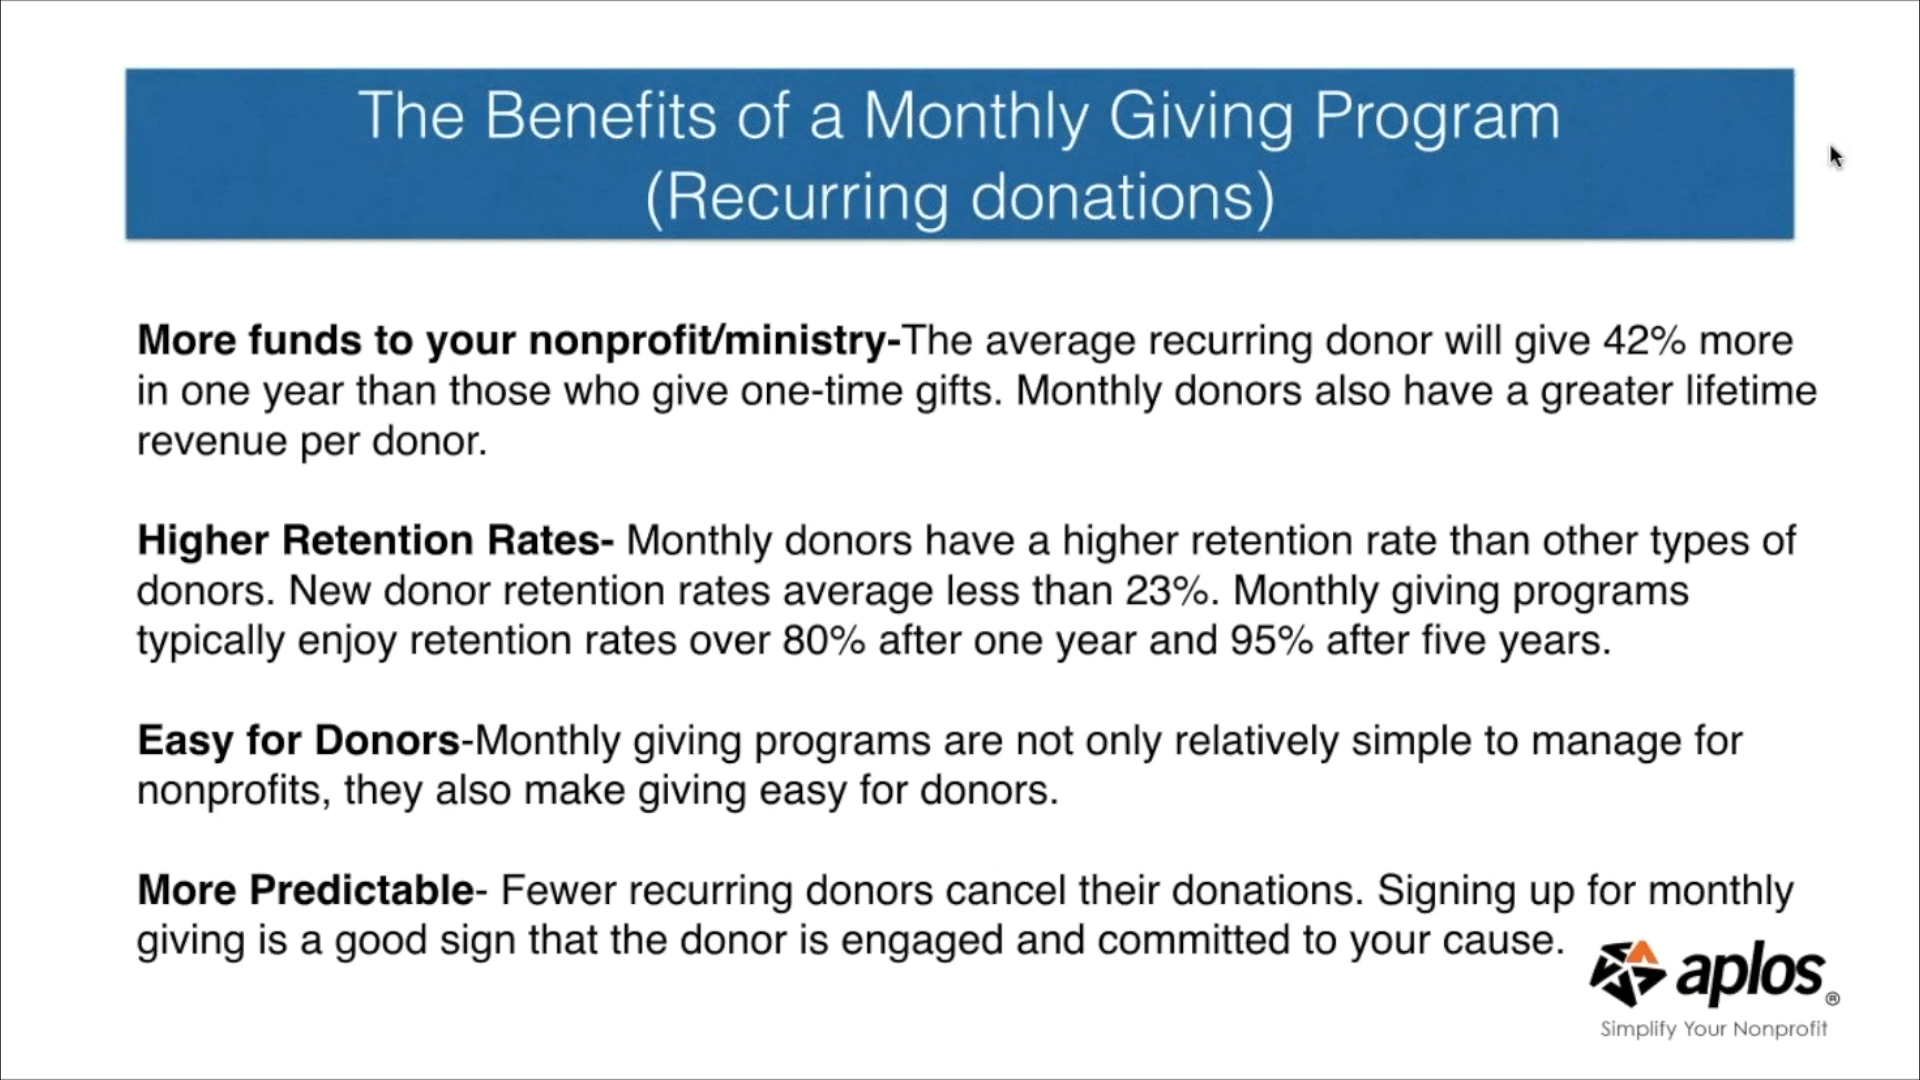 The Benefits of a Monthly Giving Program
(Recurring donations)
More funds to your nonprofit/ministry-The average recurring donor will give 42% more
in one year than those who give one-time gifts. Monthly donors also have a greater lifetime
revenue per donor.
Higher Retention Rates- Monthly donors have a higher retention rate than other types of
donors. New donor retention rates average less than 23%. Monthly giving programs
typically enjoy retention rates over 80% after one year and 95% after five years.
Easy for Donors-Monthly giving programs are not only relatively simple to manage for
nonprofits, they also make giving easy for donors.
More Predictable- Fewer recurring donors cancel their donations. Signing up for monthly
giving is a good sign that the donor is engaged and committed to your cause.
aplos®
Simplify Your Nonprofit